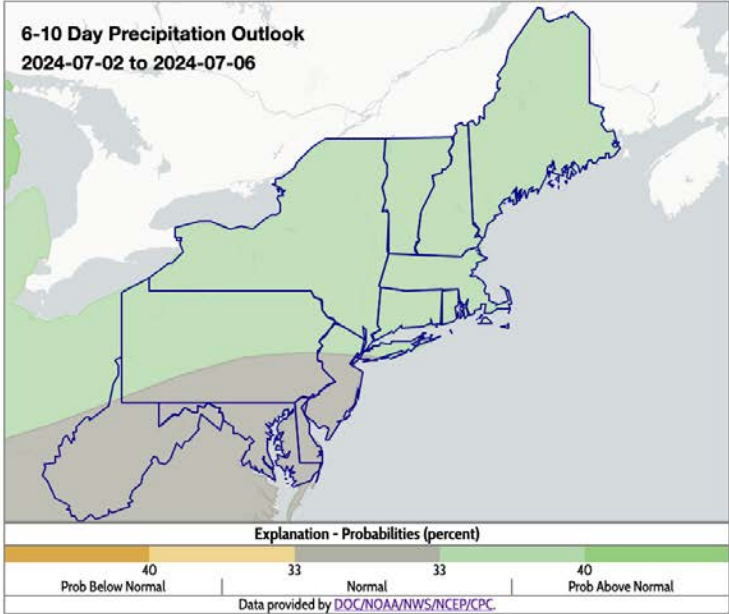 6-10 Day Precipitation Outlook
2024-07-02 to 2024-07-06
Explanation - Probabilities (percent)
40 33 33 40
Prob Below Normal Normal Prob Above Normal
Data provided by DOC/NOAA/NWS/NCEP/CPC.